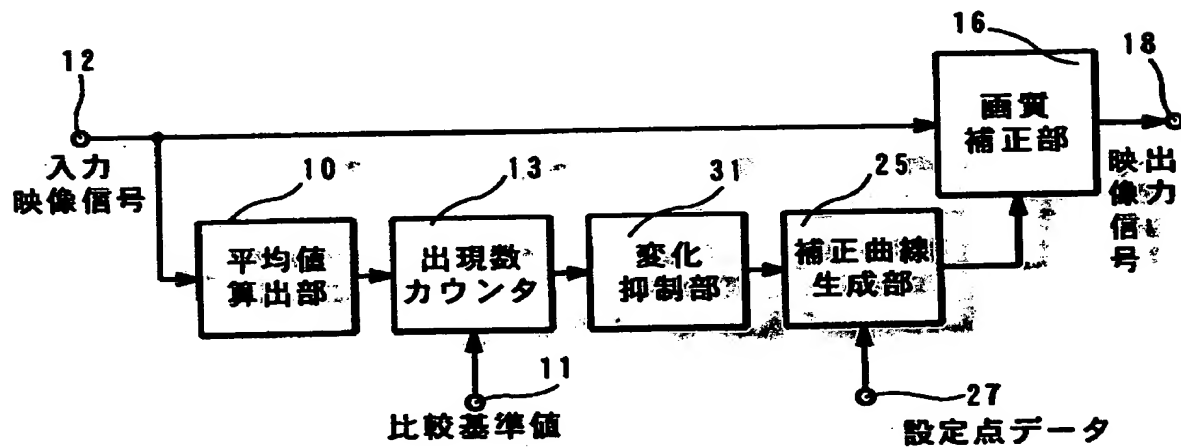 12
16
18
画質
補正部
入力
映像信号
出力
映像信号
10
13
31
25
平均値
算出部
出現数
カウンタ
変化
抑制部
補正曲線
生成部
11
比較基準値
27
設定点データ